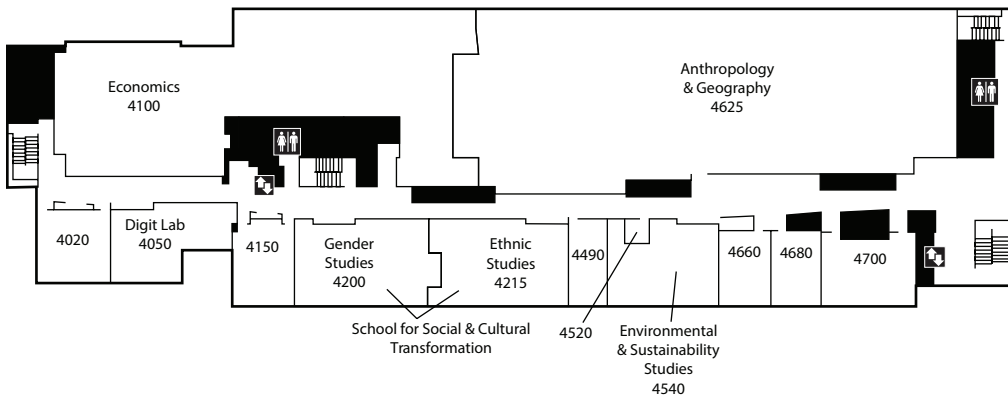 Economics
4100
Anthropology
& Geography
4625
4020
Digit Lab
4050
4150
Gender
Studies
4200
Ethnic
Studies
4215
4490
4660
4680
4700
School for Social & Cultural
Transformation
4520
Environmental
& Sustainability
Studies
4540